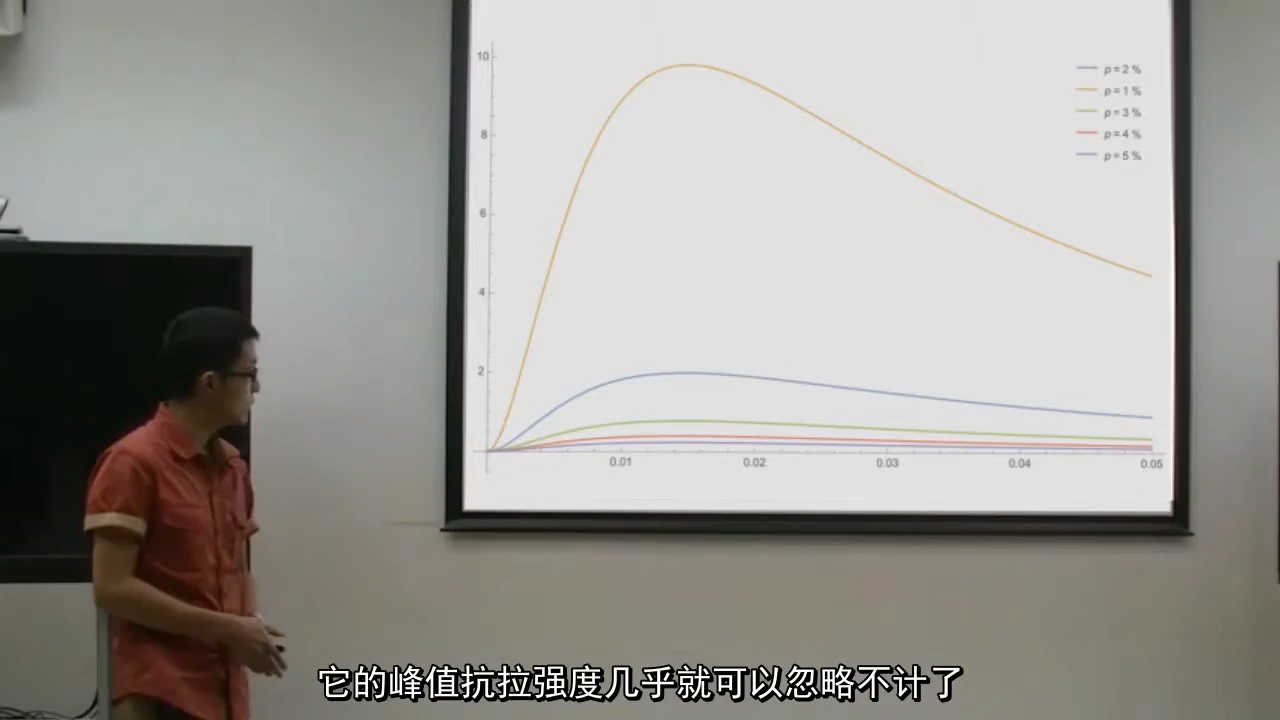 10
8
6
4
2
0.01 0.02 0.03 0.04 0.05
p = 2 %
p = 1 %
p = 3 %
p = 4 %
p = 5 %
它的峰值抗拉强度几乎就可以忽略不计了